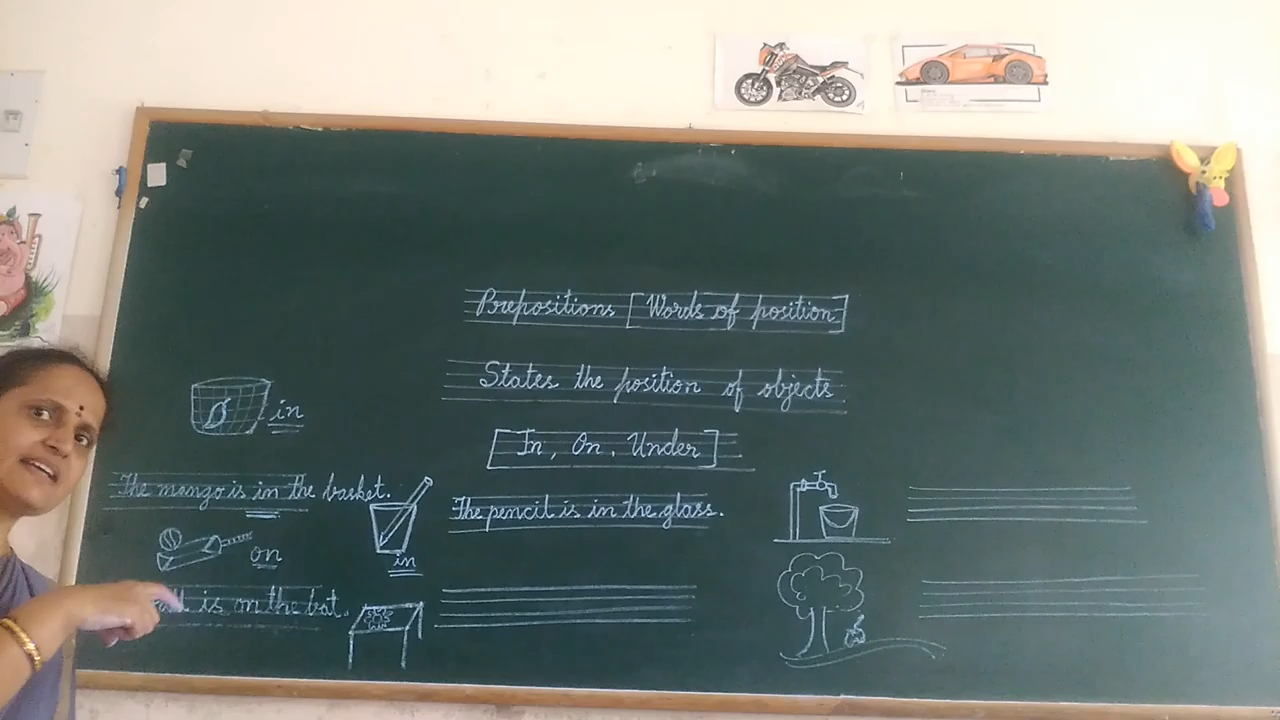 Prepositions [Words of position]
States the position of objects
[In, On, Under]
in
The mango is in the basket.
on
is on the bat.
The pencil is in the glass.
in